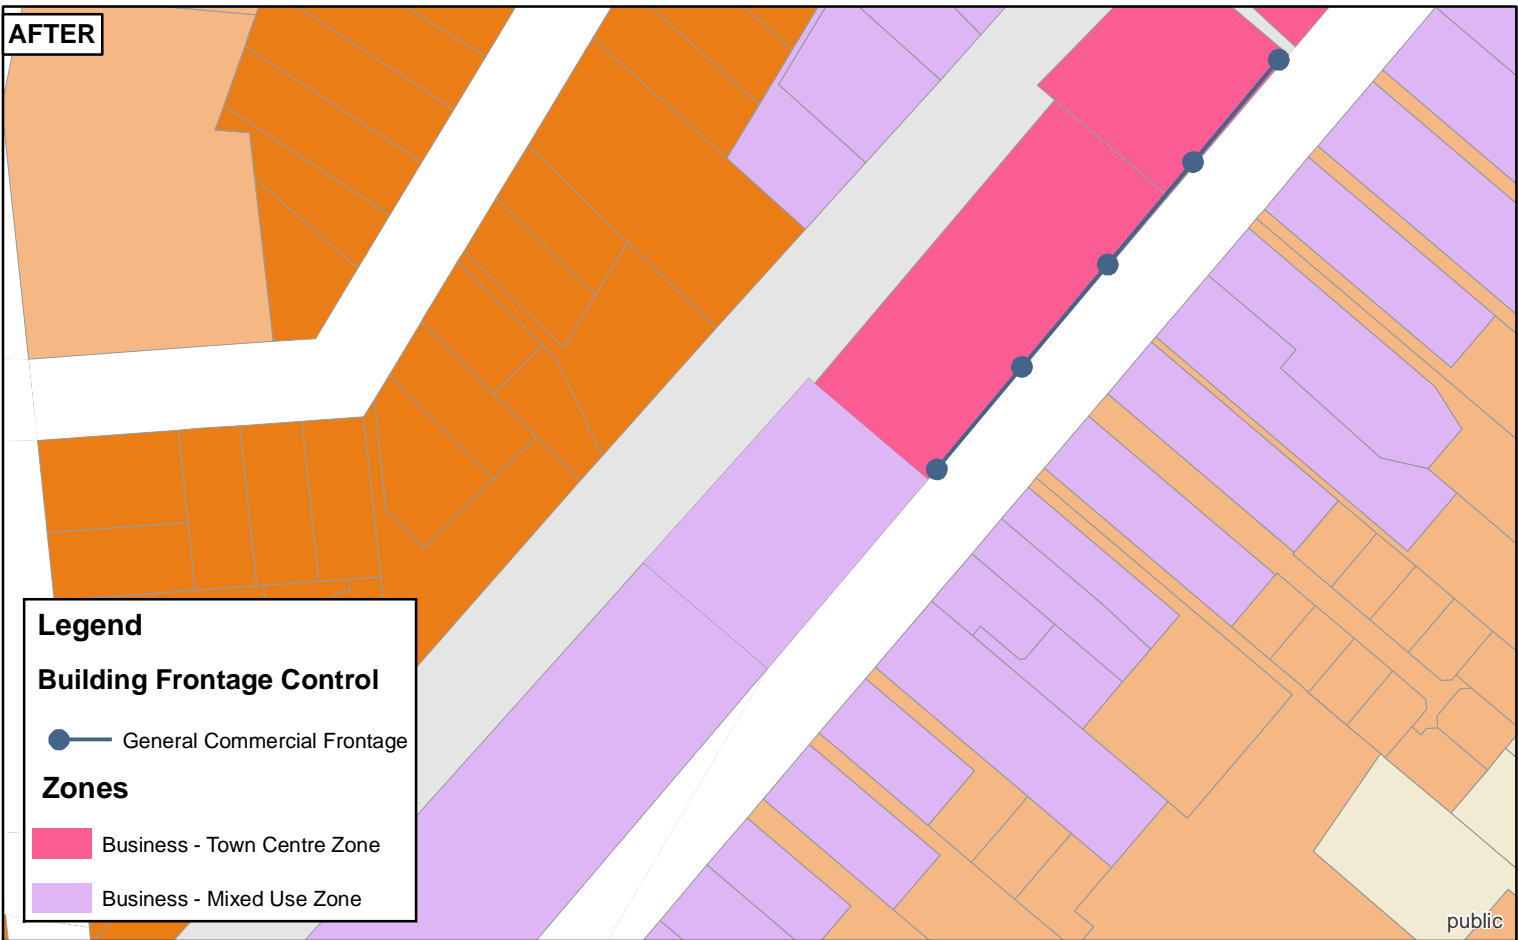 AFTER
Legend
Building Frontage Control
General Commercial Frontage
Zones
Business - Town Centre Zone
Business - Mixed Use Zone
public